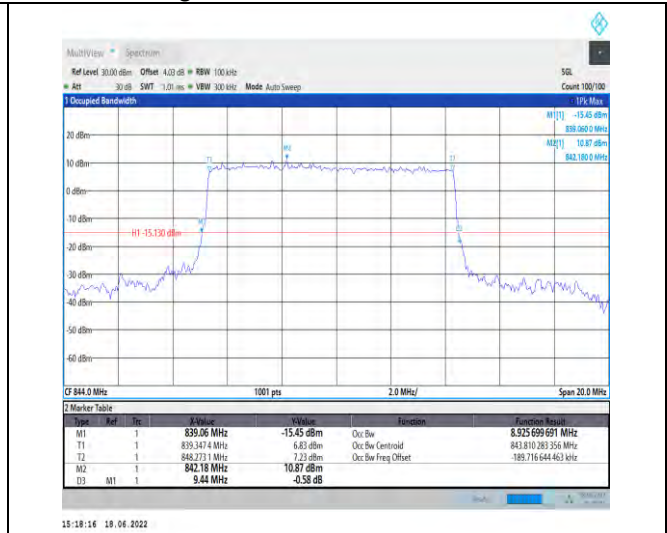 MultiView Spectrum
Ref Level 30.00 dBm Offset 4.03 dB RBW 100 kHz SGL
Att 30 dB SWT 1.01 ms VBW 300 kHz Mode Auto Sweep Count 100/100
1 Occupied Bandwidth 1Pk Max
M1[1] -15.45 dBm
839.060 0 MHz
20 dBm
M2[1] 10.87 dBm
842.180 0 MHz
M2
10 dBm
T1
0 dBm
-10 dBm
M1
H1 -15.130 dBm
D3
-20 dBm
-30 dBm
-40 dBm
-50 dBm
-60 dBm
CF 844.0 MHz 1001 pts 2.0 MHz/ Span 20.0 MHz
2 Marker Table
Type Ref Trc X-Value Y-Value Function Function Result
M1 1 839.06 MHz -15.45 dBm Occ Bw 8.925 699 691 MHz
T1 1 839.347 4 MHz 6.83 dBm Occ Bw Centroid 843.810 283 356 MHz
T2 1 848.273 1 MHz 7.23 dBm Occ Bw Freq Offset -189.716 644 463 kHz
M2 1 842.18 MHz 10.87 dBm
D3 M1 1 9.44 MHz -0.58 dB
15:18:16 18.06.2022